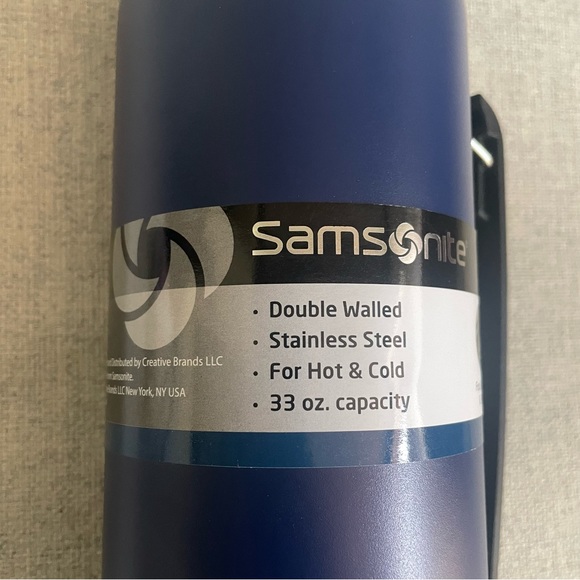 Samsonite
• Double Walled
• Stainless Steel
• For Hot & Cold
• 33 oz. capacity
Distributed by Creative Brands LLC
Samsonite.
LLC New York, NY USA